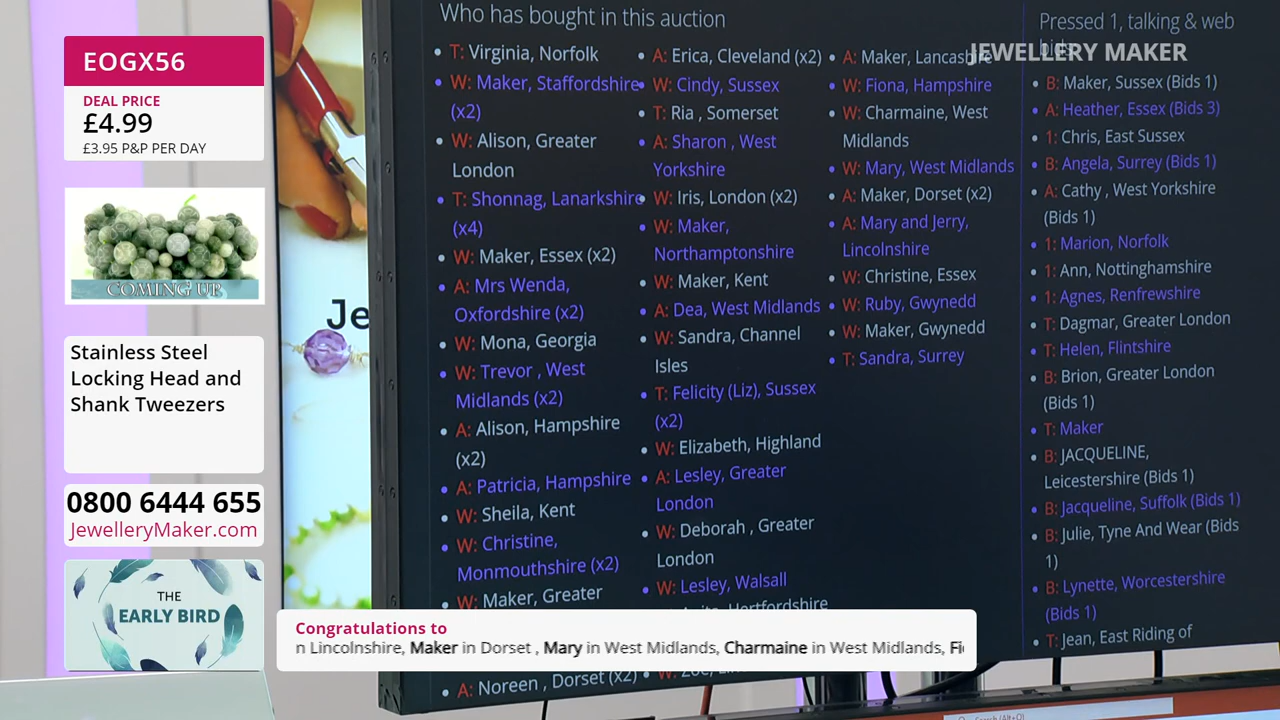 EOGX56
DEAL PRICE
£4.99
£3.95 P&P PER DAY
COMING UP
Stainless Steel
Locking Head and
Shank Tweezers
0800 6444 655
JewelleryMaker.com
THE
EARLY BIRD
Je
Who has bought in this auction
T: Virginia, Norfolk
W: Maker, Staffordshire
(x2)
W: Alison, Greater
London
T: Shonnag, Lanarkshire
(x4)
W: Maker, Essex (x2)
A: Mrs Wenda,
Oxfordshire (x2)
W: Mona, Georgia
W: Trevor , West
Midlands (x2)
A: Alison, Hampshire
(x2)
A: Patricia, Hampshire
W: Sheila, Kent
W: Christine,
Monmouthshire (x2)
W: Maker, Greater
A: Noreen , Dorset (x2)
A: Erica, Cleveland (x2)
W: Cindy, Sussex
T: Ria , Somerset
A: Sharon , West
Yorkshire
W: Iris, London (x2)
W: Maker,
Northamptonshire
W: Maker, Kent
A: Dea, West Midlands
W: Sandra, Channel
Isles
T: Felicity (Liz), Sussex
(x2)
W: Elizabeth, Highland
A: Lesley, Greater
London
W: Deborah , Greater
London
W: Lesley, Walsall
Hertfordshire
W: Zoe,
A: Maker, Lancashire
W: Fiona, Hampshire
W: Charmaine, West
Midlands
W: Mary, West Midlands
A: Maker, Dorset (x2)
A: Mary and Jerry,
Lincolnshire
W: Christine, Essex
W: Ruby, Gwynedd
W: Maker, Gwynedd
T: Sandra, Surrey
Pressed 1, talking & web
JEWELLERY MAKER
B: Maker, Sussex (Bids 1)
A: Heather, Essex (Bids 3)
1: Chris, East Sussex
B: Angela, Surrey (Bids 1)
A: Cathy , West Yorkshire
(Bids 1)
1: Marion, Norfolk
1: Ann, Nottinghamshire
1: Agnes, Renfrewshire
T: Dagmar, Greater London
T: Helen, Flintshire
B: Brion, Greater London
(Bids 1)
T: Maker
B: JACQUELINE,
Leicestershire (Bids 1)
B: Jacqueline, Suffolk (Bids 1)
B: Julie, Tyne And Wear (Bids
1)
B: Lynette, Worcestershire
(Bids 1)
T: Jean, East Riding of
Congratulations to
n Lincolnshire, Maker in Dorset , Mary in West Midlands, Charmaine in West Midlands, Fi